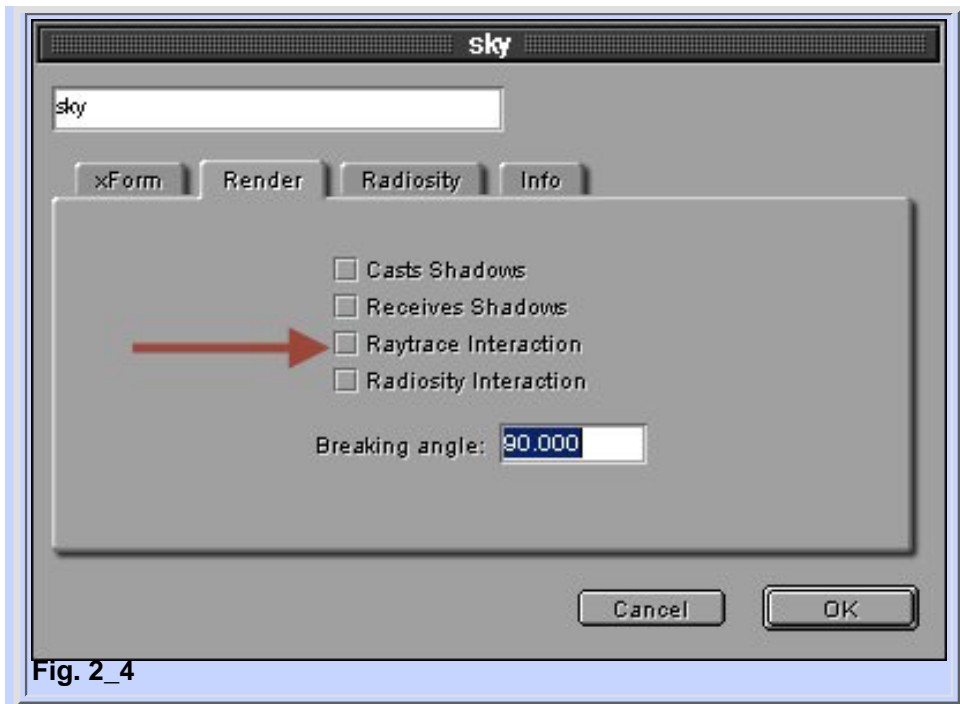 sky
sky
xForm Render Radiosity Info
Casts Shadows
Receives Shadows
Raytrace Interaction
Radiosity Interaction
Breaking angle: 90.000
Cancel OK
Fig. 2_4